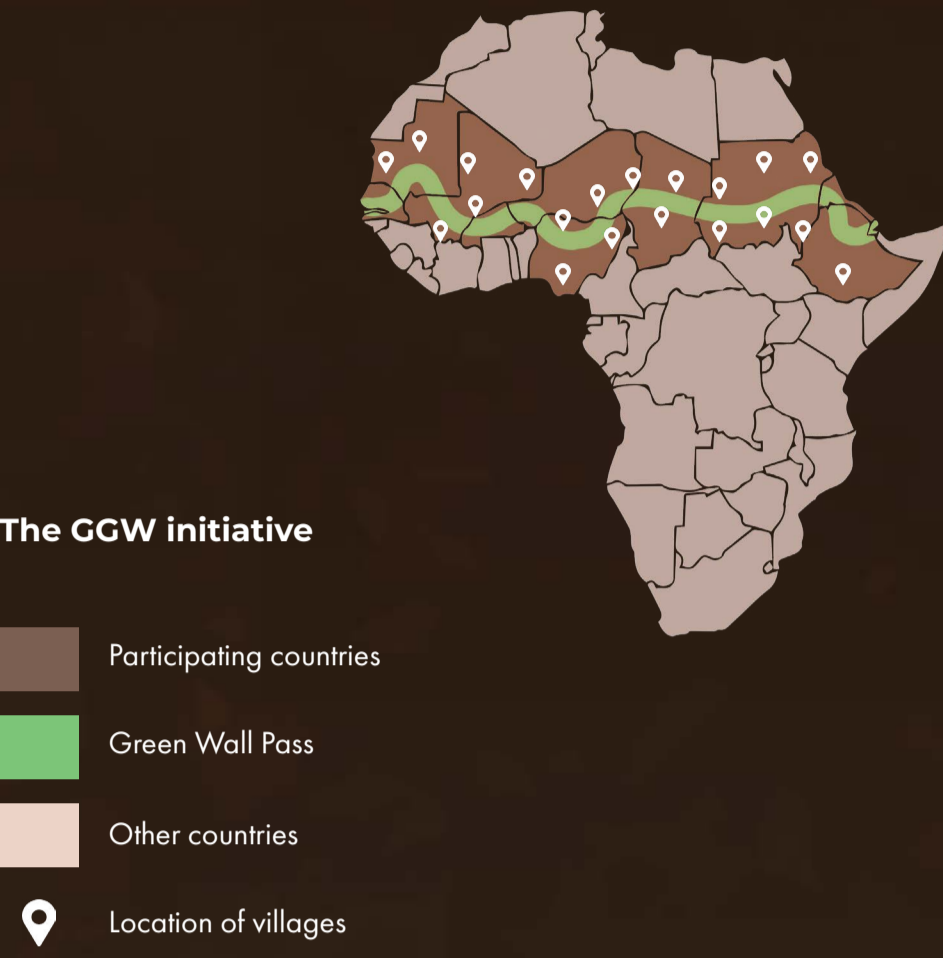 The GGW initiative
Participating countries
Green Wall Pass
Other countries
Location of villages